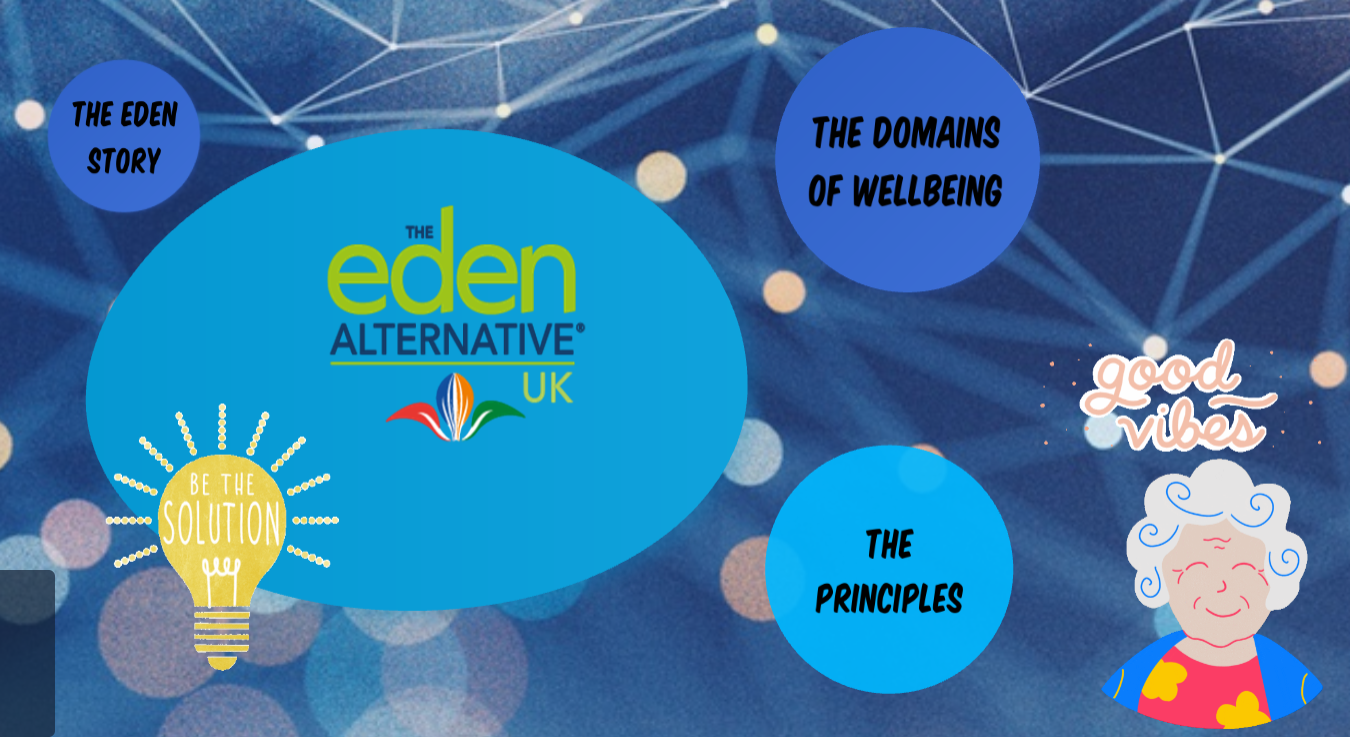 THE EDEN
STORY
THE
eden
ALTERNATIVE®
UK
THE DOMAINS
OF WELLBEING
good
vibes
BE THE
SOLUTION
THE
PRINCIPLES